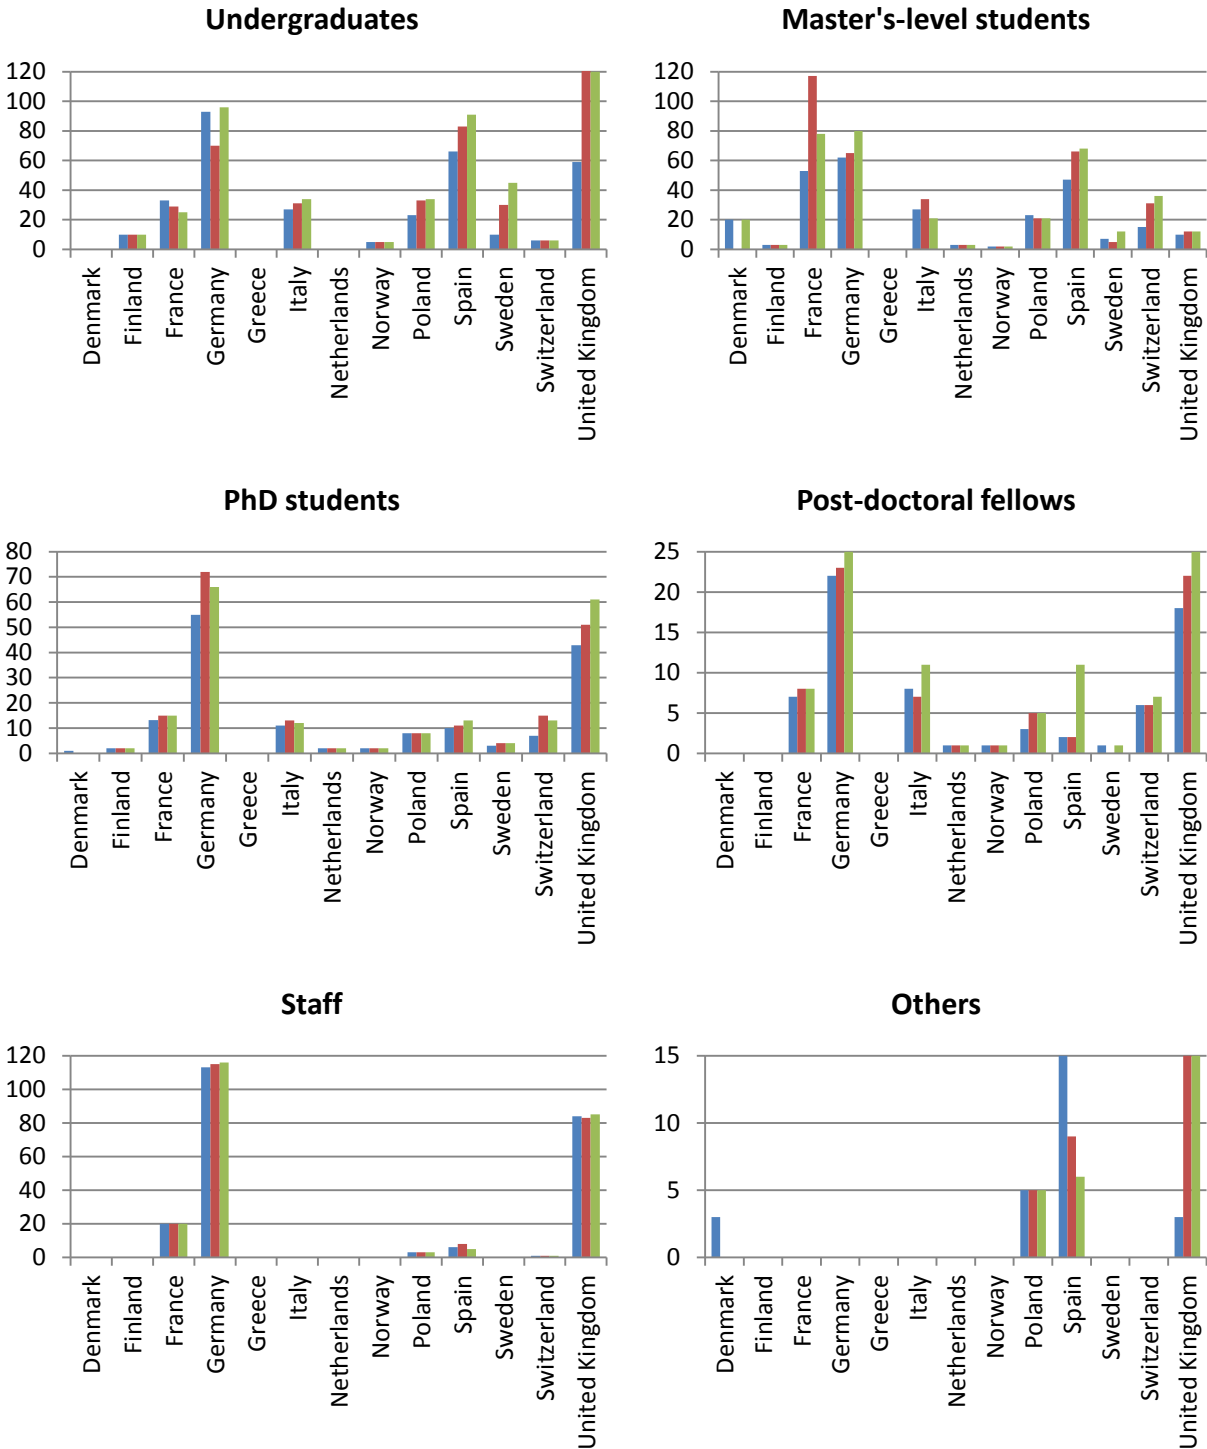 Undergraduates
120
100
80
60
40
20
0
Denmark
Finland
France
Germany
Greece
Italy
Netherlands
Norway
Poland
Spain
Sweden
Switzerland
United Kingdom
Master's-level students
120
100
80
60
40
20
0
Denmark
Finland
France
Germany
Greece
Italy
Netherlands
Norway
Poland
Spain
Sweden
Switzerland
United Kingdom
PhD students
80
70
60
50
40
30
20
10
0
Denmark
Finland
France
Germany
Greece
Italy
Netherlands
Norway
Poland
Spain
Sweden
Switzerland
United Kingdom
Post-doctoral fellows
25
20
15
10
5
0
Denmark
Finland
France
Germany
Greece
Italy
Netherlands
Norway
Poland
Spain
Sweden
Switzerland
United Kingdom
Staff
120
100
80
60
40
20
0
Denmark
Finland
France
Germany
Greece
Italy
Netherlands
Norway
Poland
Spain
Sweden
Switzerland
United Kingdom
Others
15
10
5
0
Denmark
Finland
France
Germany
Greece
Italy
Netherlands
Norway
Poland
Spain
Sweden
Switzerland
United Kingdom